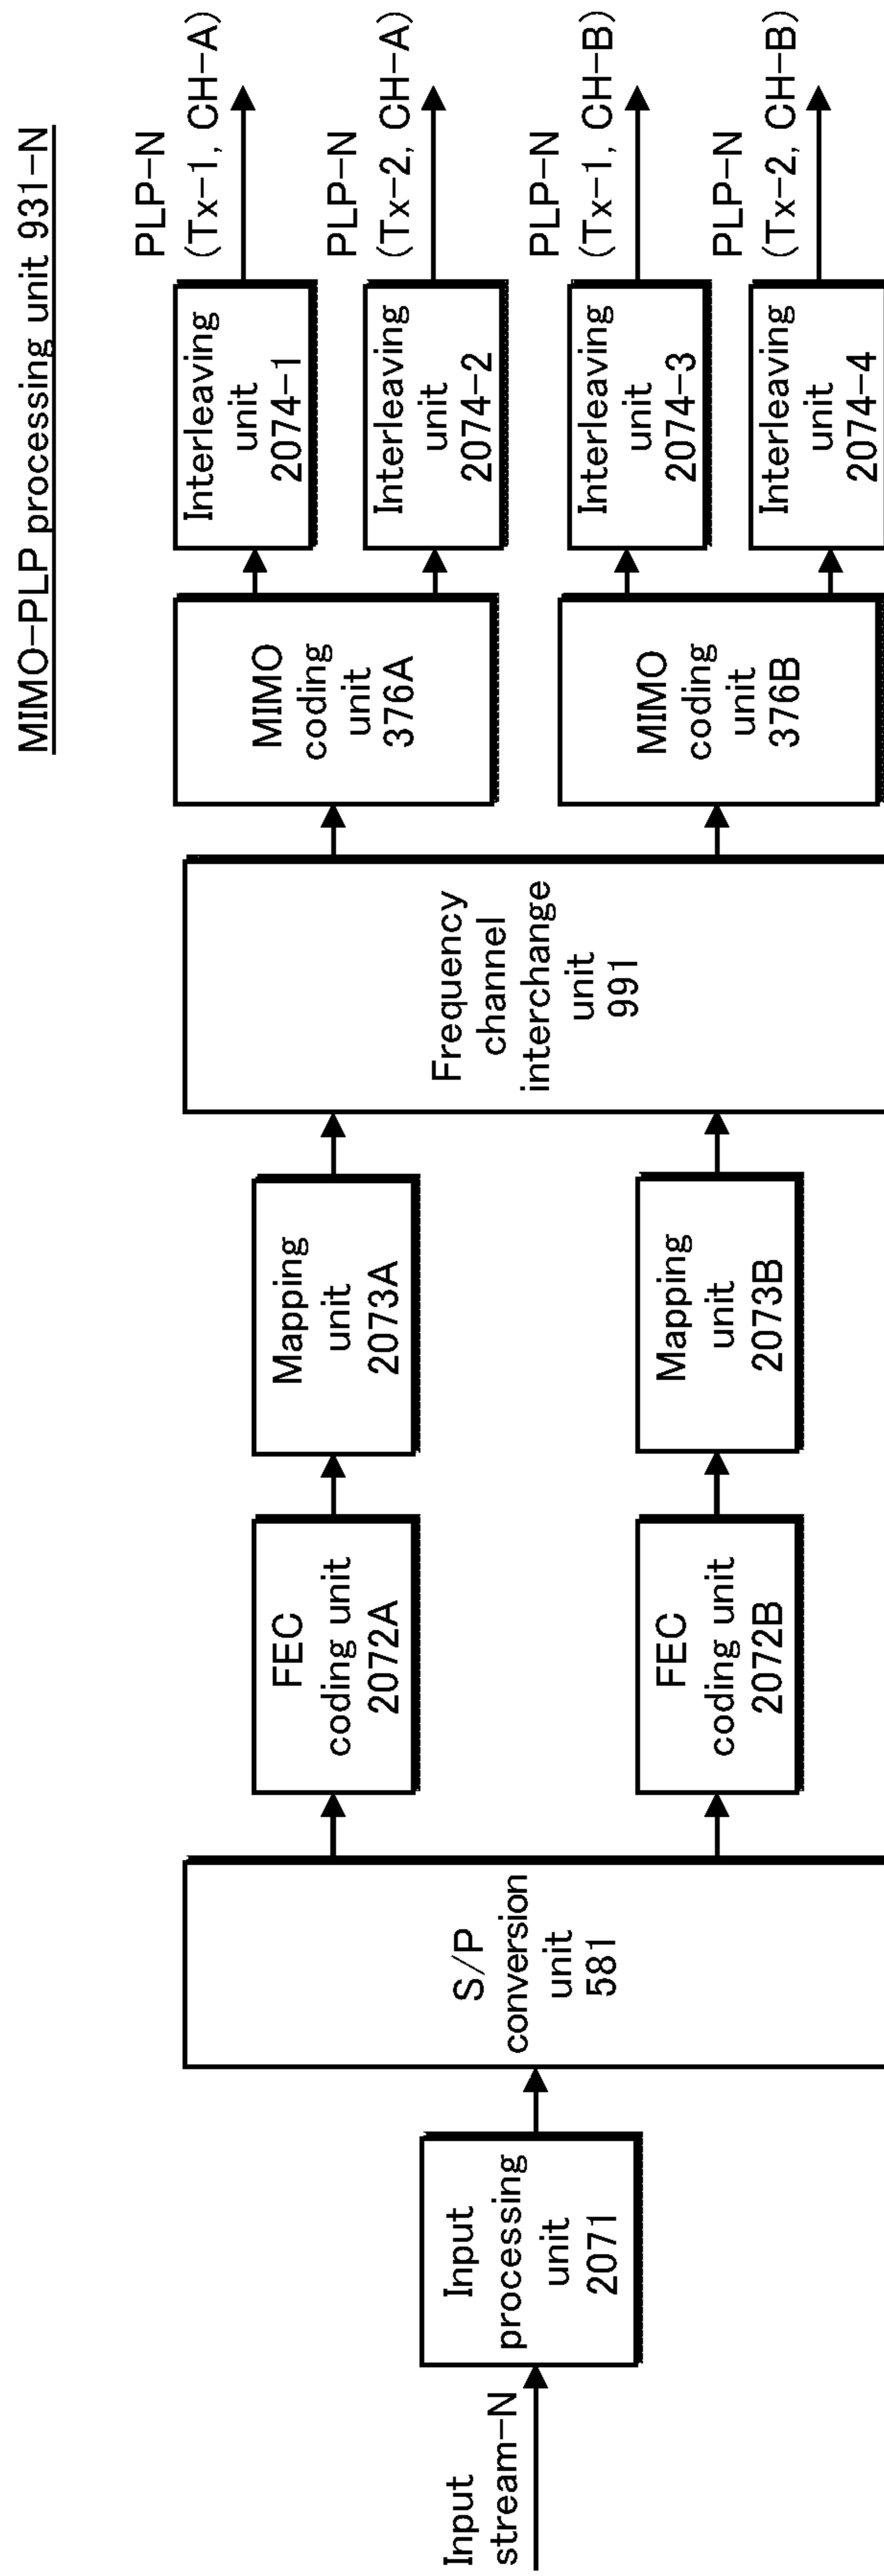 MIMO-PLP processing unit 931-N
Input
stream-N
Input
processing
unit
2071
S/P
conversion
unit
581
FEC
coding unit
2072A
Mapping
unit
2073A
FEC
coding unit
2072B
Mapping
unit
2073B
Frequency
channel
interchange
unit
991
MIMO
coding
unit
376A
MIMO
coding
unit
376B
Interleaving
unit
2074-1
PLP-N
(Tx-1, CH-A)
Interleaving
unit
2074-2
PLP-N
(Tx-2, CH-A)
Interleaving
unit
2074-3
PLP-N
(Tx-1, CH-B)
Interleaving
unit
2074-4
PLP-N
(Tx-2, CH-B)